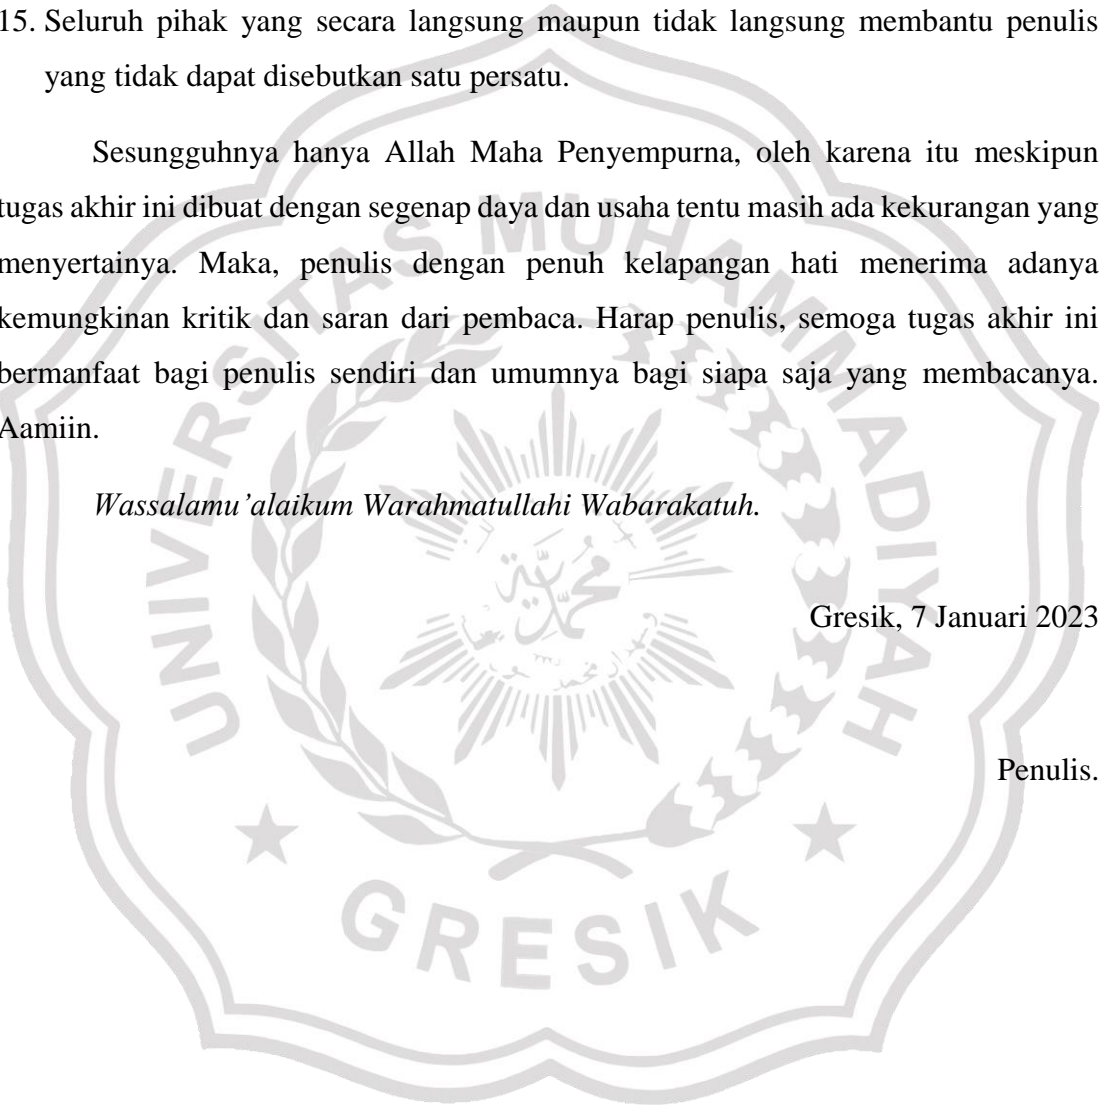 15. Seluruh pihak yang secara langsung maupun tidak langsung membantu penulis
yang tidak dapat disebutkan satu persatu.
Sesungguhnya hanya Allah Maha Penyempurna, oleh karena itu meskipun
tugas akhir ini dibuat dengan segenap daya dan usaha tentu masih ada kekurangan yang
menyertainya. Maka, penulis dengan penuh kelapangan hati menerima adanya
kemungkinan kritik dan saran dari pembaca. Harap penulis, semoga tugas akhir ini
bermanfaat bagi penulis sendiri dan umumnya bagi siapa saja yang membacanya.
Aamiin.
Wassalamu’alaikum Warahmatullahi Wabarakatuh.
Gresik, 7 Januari 2023
Penulis.
UNIVERSITAS MUHAMMADIYAH
GRESIK